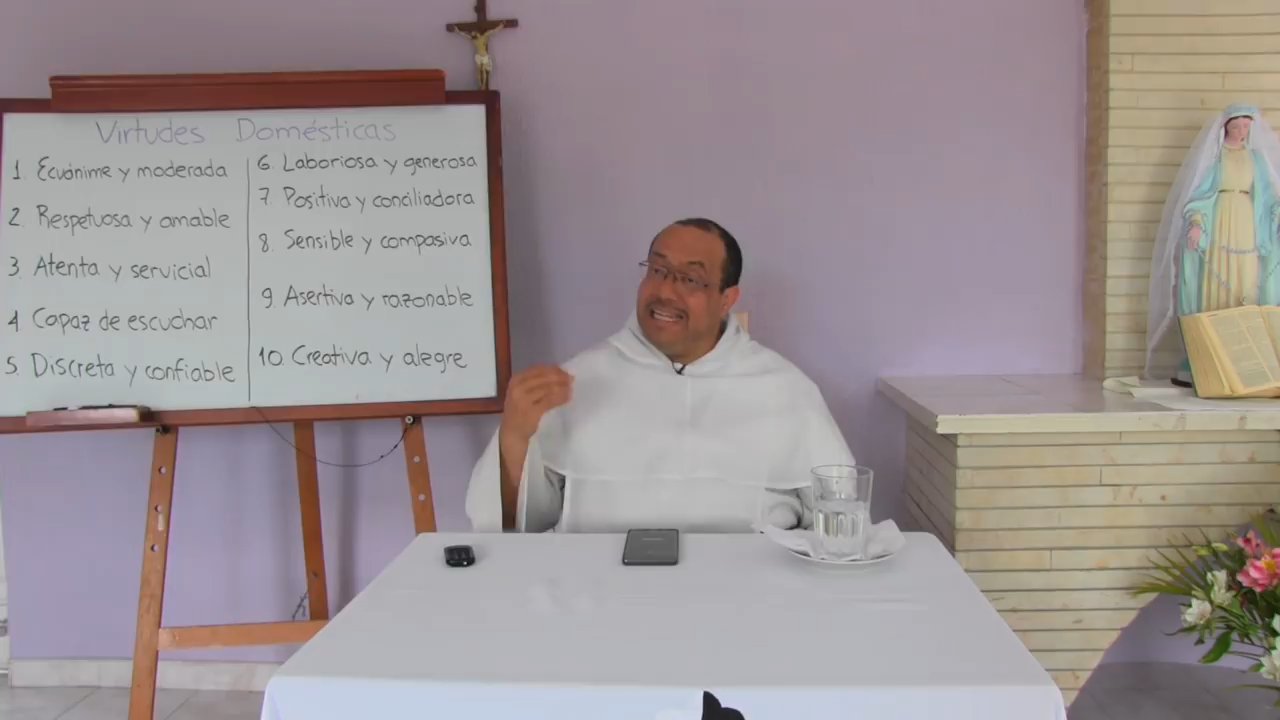 Virtudes Domésticas
1. Ecuánime y moderada
2. Respetuosa y amable
3. Atenta y servicial
4 Capaz de escuchar
5. Discreta y confiable
6. Laboriosa y generosa
7. Positiva y conciliadora
8. Sensible y compasiva
9. Asertiva y razonable
10. Creativa y alegre